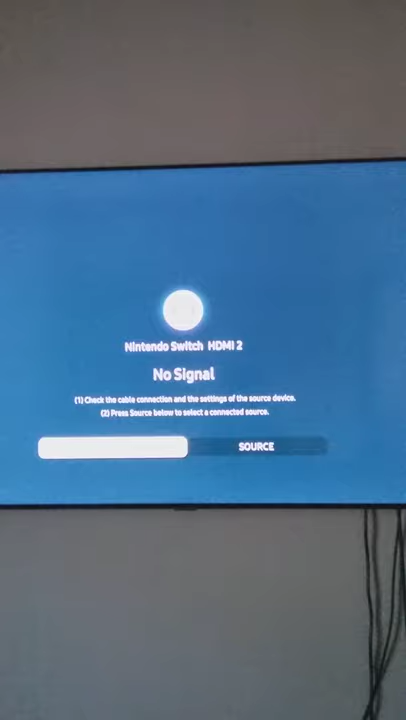 Nintendo Switch HDMI 2
No Signal
(1) Check the cable connection and the settings of the source device.
(2) Press Source below to select a connected source.
SOURCE